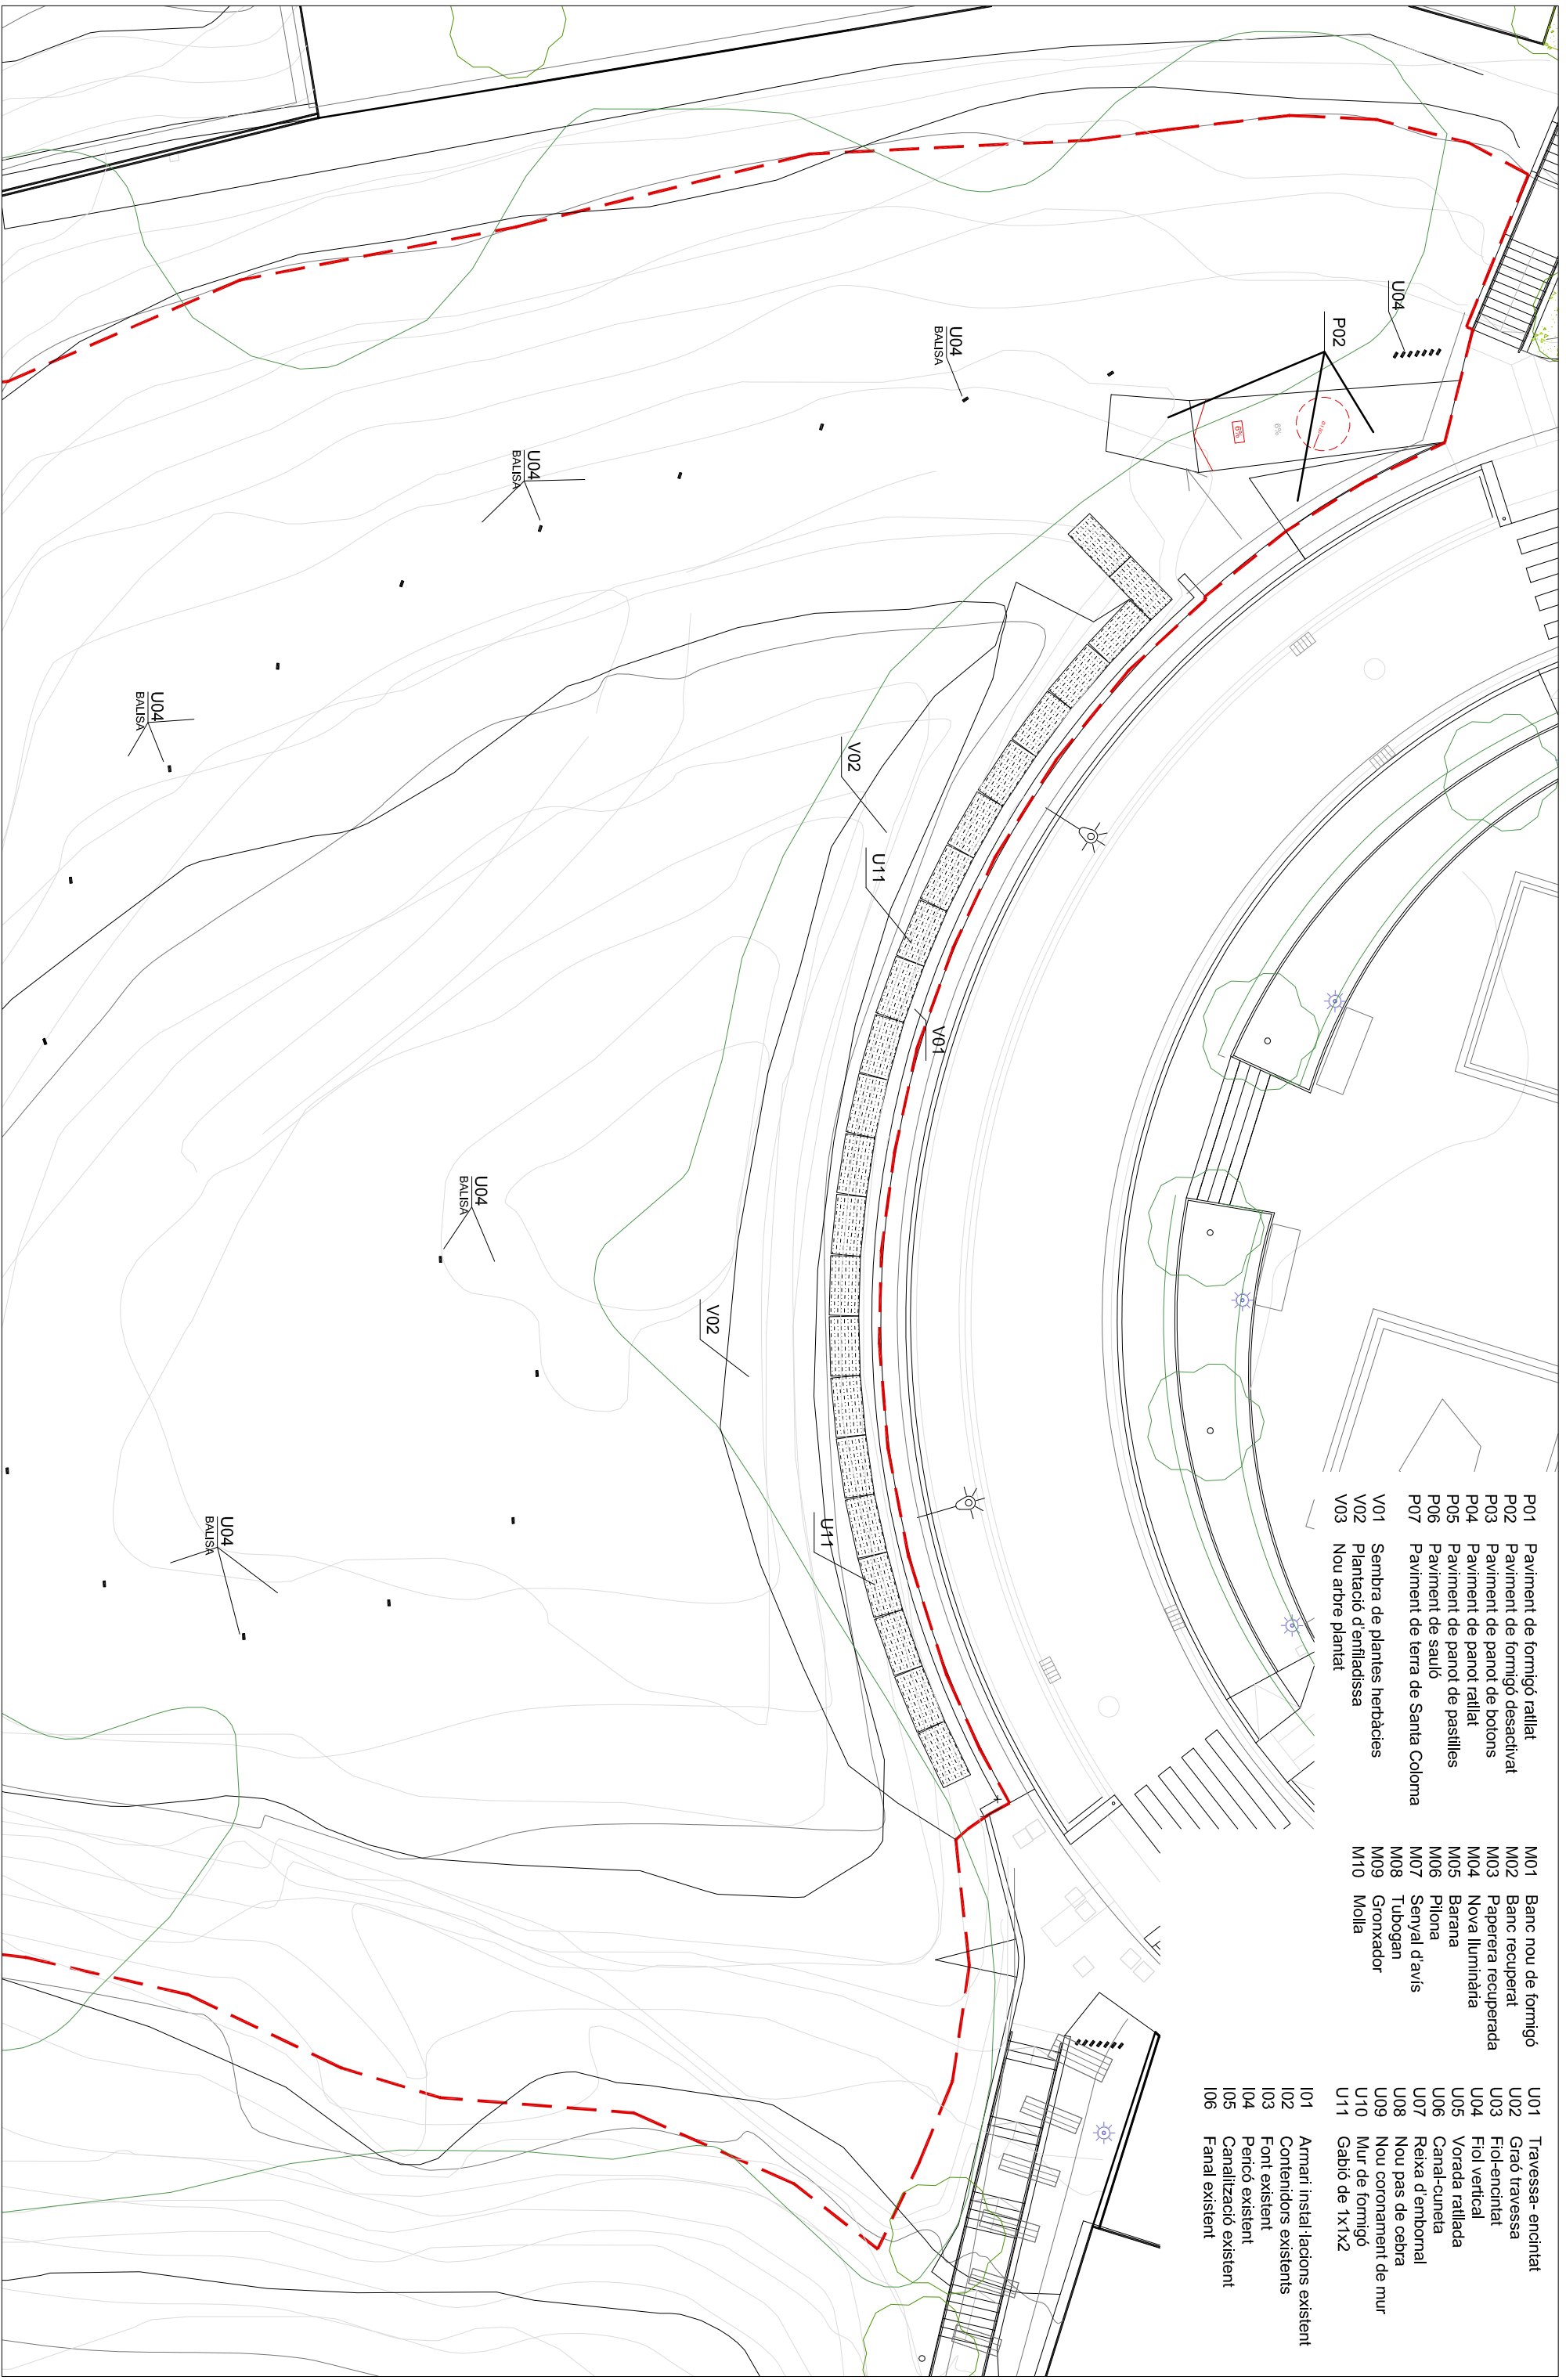 P01 Paviment de formigó ratllat
P02 Paviment de formigó desactivat
P03 Paviment de panot de botons
P04 Paviment de panot ratllat
P05 Paviment de panot de pastilles
P06 Paviment de sauló
P07 Paviment de terra de Santa Coloma
V01 Sembra de plantes herbàcies
V02 Plantació d'enfiladissa
V03 Nou arbre plantat
M01 Banc nou de formigó
M02 Banc recuperat
M03 Paperera recuperada
M04 Nova lluminària
M05 Barana
M06 Pilona
M07 Senyal d'avís
M08 Tubogan
M09 Gronxador
M10 Molla
U01 Travessa- encintat
U02 Graó travessa
U03 Fiol-encintat
U04 Fiol vertical
U05 Vorada ratllada
U06 Canal-cuneta
U07 Reixa d'embornal
U08 Nou pas de cebra
U09 Nou coronament de mur
U10 Mur de formigó
U11 Gabió de 1x1x2
I01 Armari instal·lacions existent
I02 Contenidors existents
I03 Font existent
I04 Pericó existent
I05 Canalització existent
I06 Fanal existent
U04
P02
6%
6%
U04
BALISA
U04
BALISA
U04
BALISA
V02
U11
V01
U04
BALISA
V02
U11
U04
BALISA